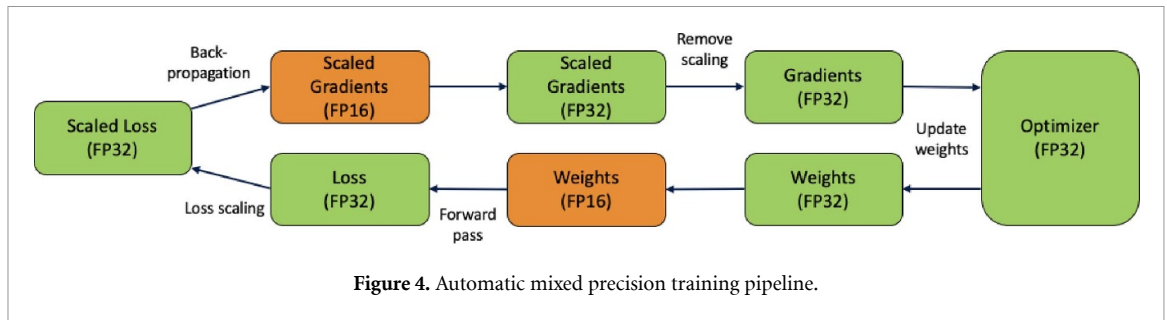 Back-
propagation
Scaled
Gradients
(FP16)
Scaled
Gradients
(FP32)
Remove
scaling
Gradients
(FP32)
Optimizer
(FP32)
Scaled Loss
(FP32)
Update
weights
Loss scaling
Loss
(FP32)
Forward
pass
Weights
(FP16)
Weights
(FP32)
Figure 4. Automatic mixed precision training pipeline.